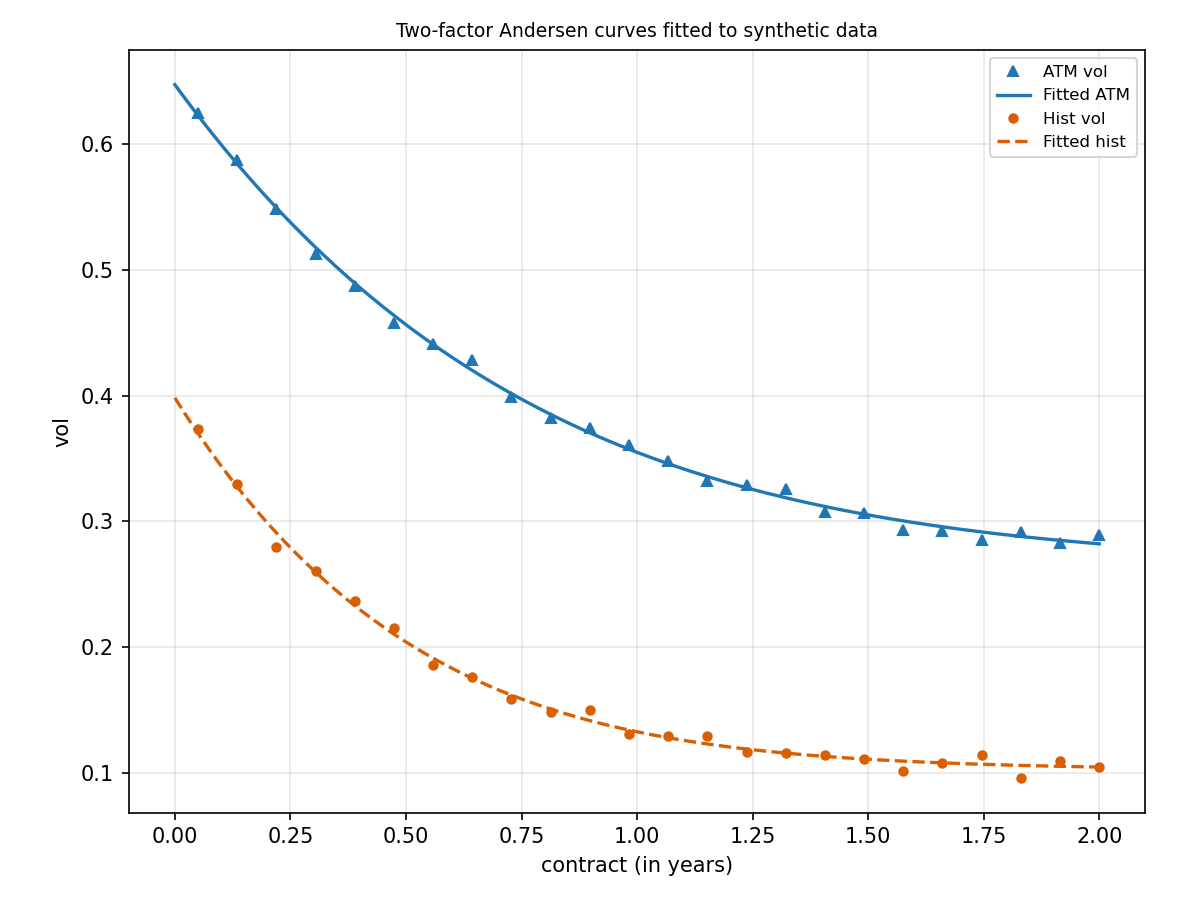 Two-factor Andersen curves fitted to synthetic data
ATM vol
Fitted ATM
Hist vol
Fitted hist
0.6
0.5
0.4
0.3
0.2
0.1
vol
0.00 0.25 0.50 0.75 1.00 1.25 1.50 1.75 2.00
contract (in years)